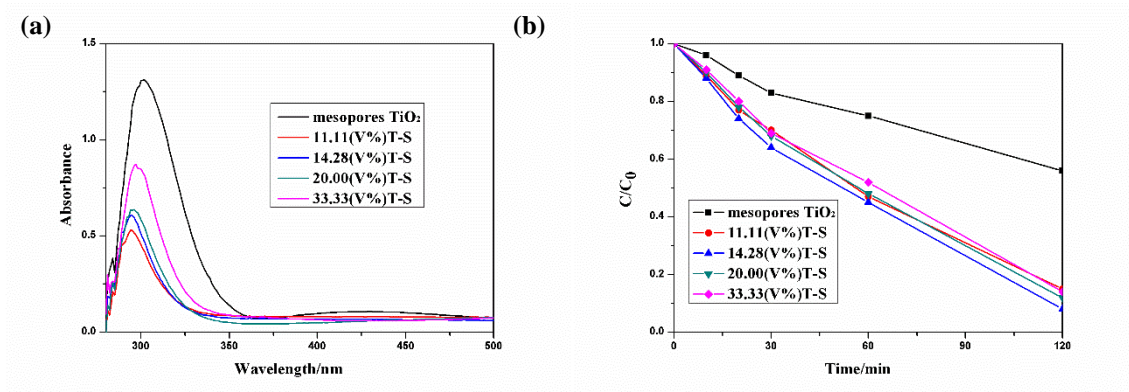 (a)
1.5
1.0
0.5
0.0
Absorbance
300
350
400
450
500
Wavelength/nm
mesopores TiO₂
11.11(V%)T-S
14.28(V%)T-S
20.00(V%)T-S
33.33(V%)T-S
(b)
1.0
0.8
0.6
0.4
0.2
0.0
C/C₀
0
30
60
90
120
Time/min
mesopores TiO₂
11.11(V%)T-S
14.28(V%)T-S
20.00(V%)T-S
33.33(V%)T-S